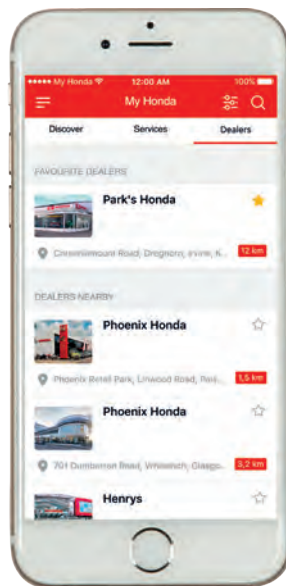 My Honda
12:00 AM
100%
My Honda
Discover
Services
Dealers
FAVOURITE DEALERS
Park's Honda
Road, Dreghorn, Irvine, K...
12 km
DEALERS NEARBY
Phoenix Honda
Phoenix Retail Park, Linwood Road, Pais...
1,5 km
Phoenix Honda
701 Dumbarton Road, Whiteinch, Glasgo...
3,2 km
Henrys